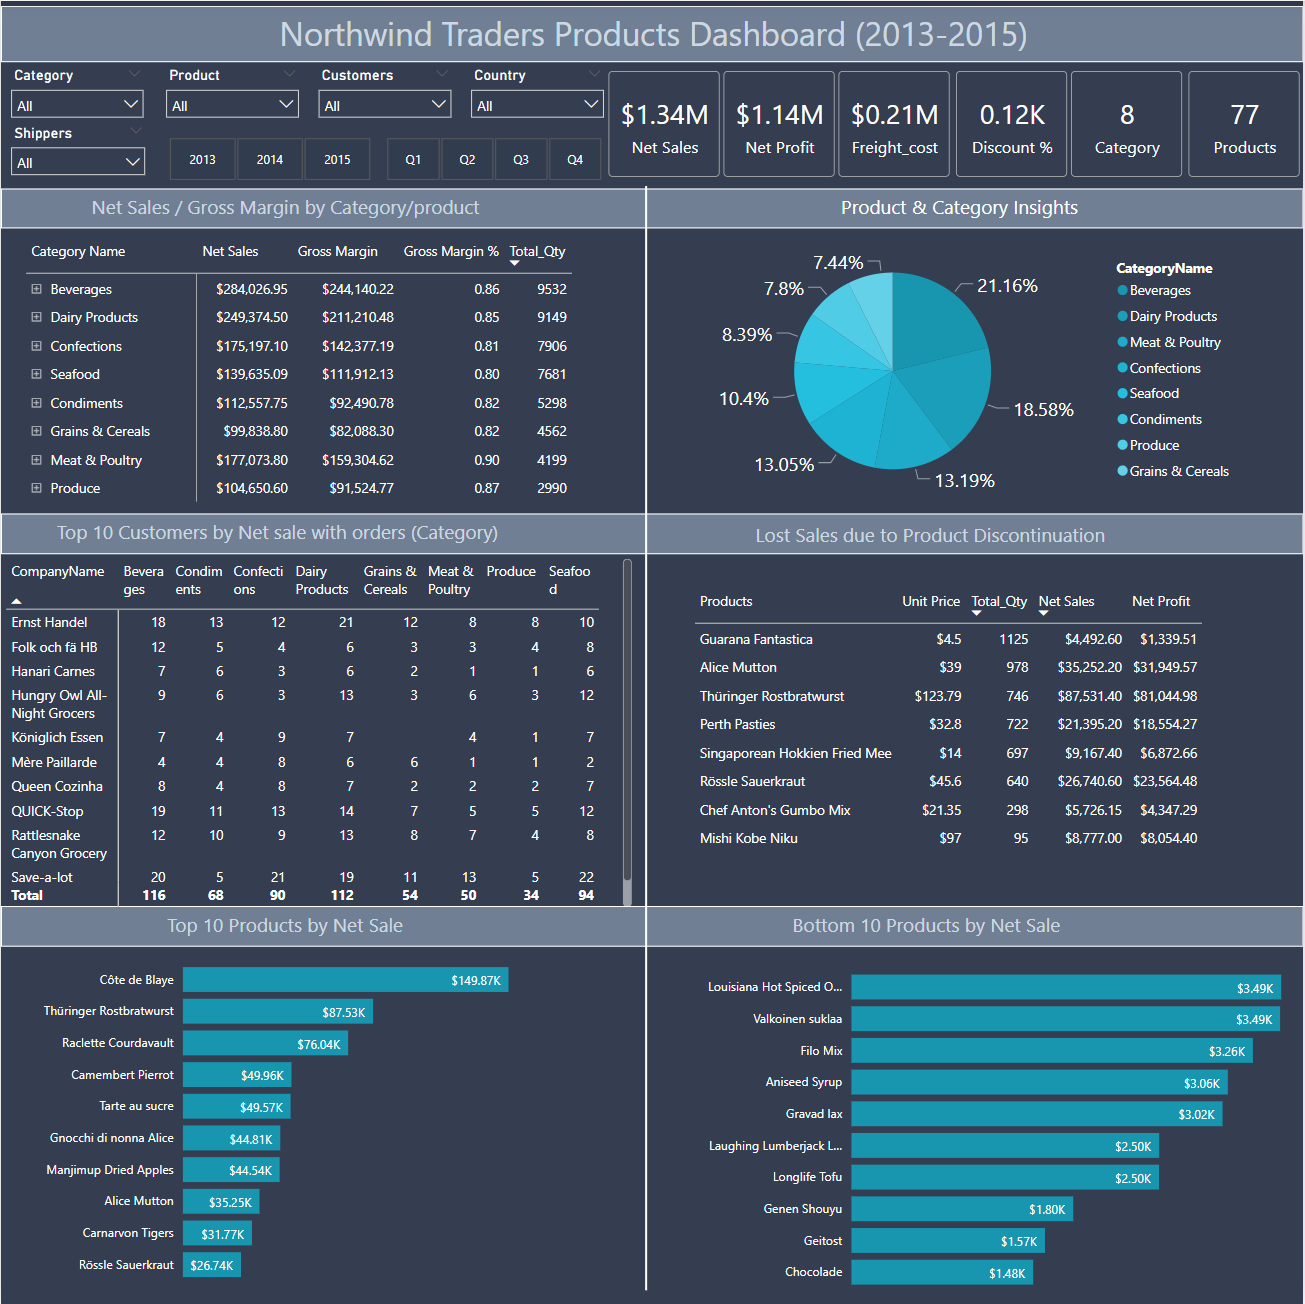 Northwind Traders Products Dashboard (2013-2015)
Category Product Customers Country
All All All All
Shippers
All 2013 2014 2015 Q1 Q2 Q3 Q4
$1.34M $1.14M $0.21M 0.12K 8 77
Net Sales Net Profit Freight_cost Discount % Category Products
Net Sales / Gross Margin by Category/product
Category Name Net Sales Gross Margin Gross Margin % Total_Qty
Beverages $284,026.95 $244,140.22 0.86 9532
Dairy Products $249,374.50 $211,210.48 0.85 9149
Confections $175,197.10 $142,377.19 0.81 7906
Seafood $139,635.09 $111,912.13 0.80 7681
Condiments $112,557.75 $92,490.78 0.82 5298
Grains & Cereals $99,838.80 $82,088.30 0.82 4562
Meat & Poultry $177,073.80 $159,304.62 0.90 4199
Produce $104,650.60 $91,524.77 0.87 2990
Product & Category Insights
7.44%
21.16%
7.8%
8.39%
10.4%
18.58%
13.05%
13.19%
CategoryName
Beverages
Dairy Products
Meat & Poultry
Confections
Seafood
Condiments
Produce
Grains & Cereals
Top 10 Customers by Net sale with orders (Category)
CompanyName Bevera Condim Confecti Dairy Grains & Meat & Produce Seafoo
ges ents ons Products Cereals Poultry d
Ernst Handel 18 13 12 21 12 8 8 10
Folk och fä HB 12 5 4 6 3 3 4 8
Hanari Carnes 7 6 3 6 2 1 1 6
Hungry Owl All- 9 6 3 13 3 6 3 12
Night Grocers
Königlich Essen 7 4 9 7 4 1 7
Mère Paillarde 4 4 8 6 6 1 1 2
Queen Cozinha 8 4 8 7 2 2 2 7
QUICK-Stop 19 11 13 14 7 5 5 12
Rattlesnake 12 10 9 13 8 7 4 8
Canyon Grocery
Save-a-lot 20 5 21 19 11 13 5 22
Total 116 68 90 112 54 50 34 94
Lost Sales due to Product Discontinuation
Products Unit Price Total_Qty Net Sales Net Profit
Guarana Fantastica $4.5 1125 $4,492.60 $1,339.51
Alice Mutton $39 978 $35,252.20 $31,949.57
Thüringer Rostbratwurst $123.79 746 $87,531.40 $81,044.98
Perth Pasties $32.8 722 $21,395.20 $18,554.27
Singaporean Hokkien Fried Mee $14 697 $9,167.40 $6,872.66
Rössle Sauerkraut $45.6 640 $26,740.60 $23,564.48
Chef Anton's Gumbo Mix $21.35 298 $5,726.15 $4,347.29
Mishi Kobe Niku $97 95 $8,777.00 $8,054.40
Top 10 Products by Net Sale
Côte de Blaye $149.87K
Thüringer Rostbratwurst $87.53K
Raclette Courdavault $76.04K
Camembert Pierrot $49.96K
Tarte au sucre $49.57K
Gnocchi di nonna Alice $44.81K
Manjimup Dried Apples $44.54K
Alice Mutton $35.25K
Carnarvon Tigers $31.77K
Rössle Sauerkraut $26.74K
Bottom 10 Products by Net Sale
Louisiana Hot Spiced O... $3.49K
Valkoinen suklaa $3.49K
Filo Mix $3.26K
Aniseed Syrup $3.06K
Gravad lax $3.02K
Laughing Lumberjack L... $2.50K
Longlife Tofu $2.50K
Genen Shouyu $1.80K
Geitost $1.57K
Chocolade $1.48K